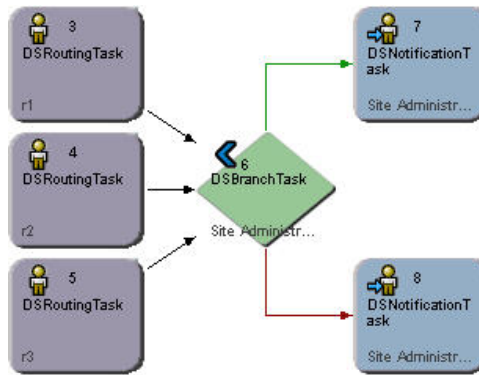 3
DSRoutingTask
r1
4
DSRoutingTask
r2
5
DSRoutingTask
r3
6
DSBranchTask
Site Administr...
7
DSNotificationT
ask
Site Administr...
8
DSNotificationT
ask
Site Administr...